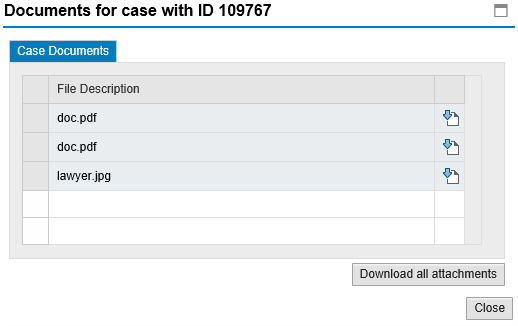 Documents for case with ID 109767
Case Documents
File Description
doc.pdf
doc.pdf
lawyer.jpg
Download all attachments
Close